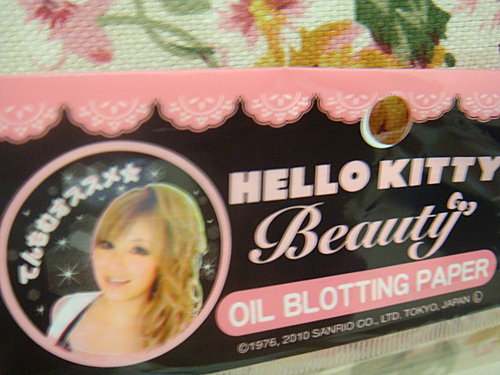 てんちむオススメ★
HELLO KITTY
Beauty
OIL BLOTTING PAPER
©1976, 2010 SANRIO CO., LTD. TOKYO, JAPAN Ⓛ